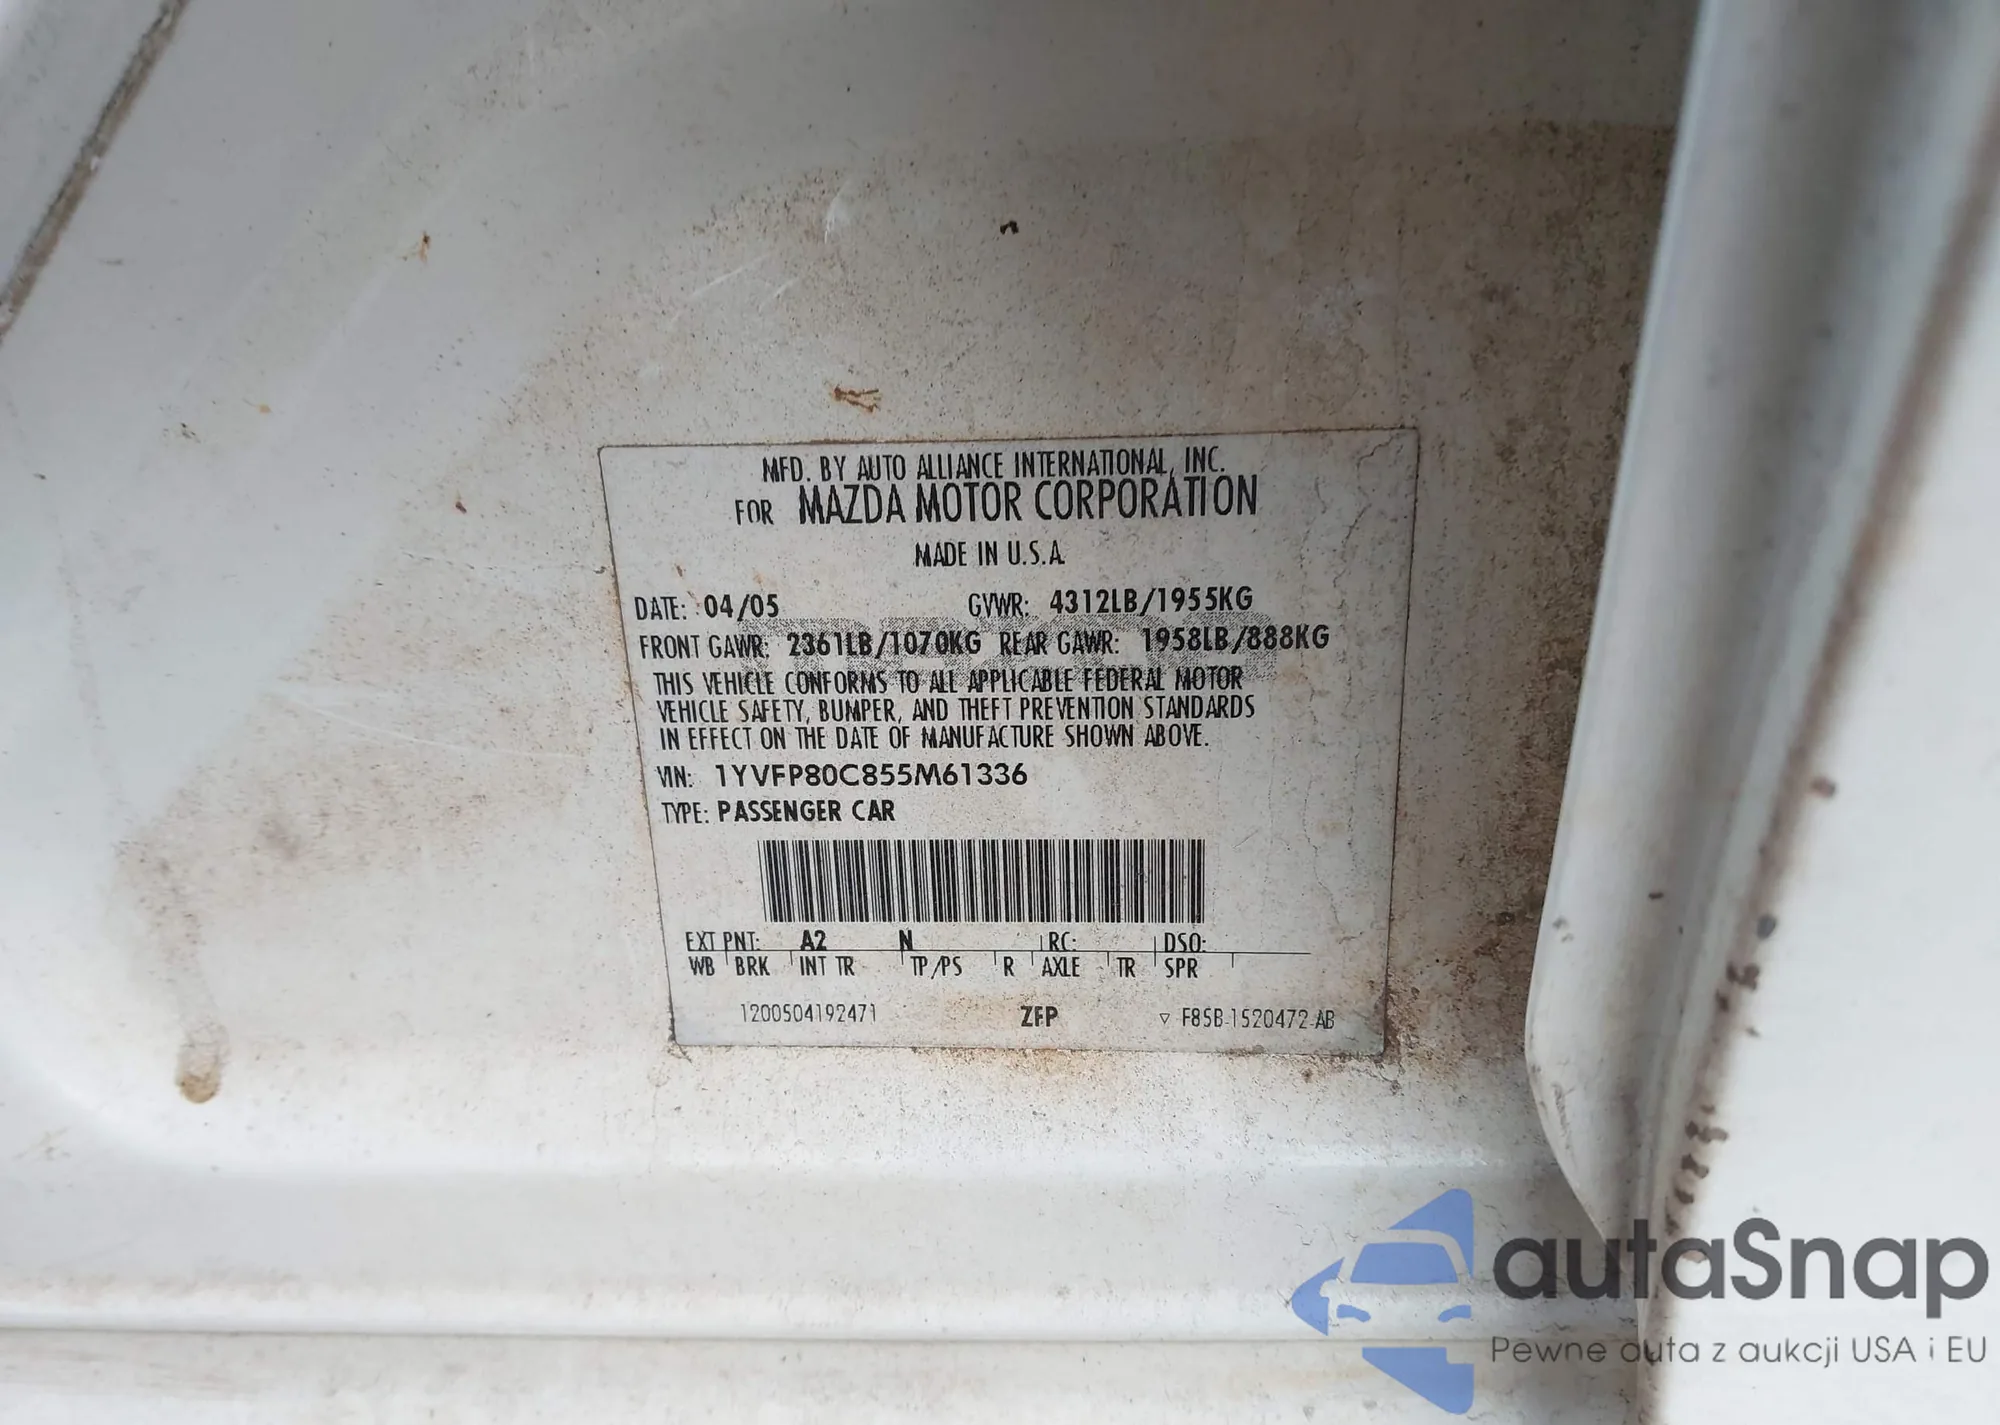 MFD. BY AUTO ALLIANCE INTERNATIONAL, INC.
FOR MAZDA MOTOR CORPORATION
MADE IN U.S.A.
DATE: 04/05 GVWR: 4312LB/1955KG
FRONT GAWR: 2361LB/1070KG REAR GAWR: 1958LB/888KG
THIS VEHICLE CONFORMS TO ALL APPLICABLE FEDERAL MOTOR
VEHICLE SAFETY, BUMPER, AND THEFT PREVENTION STANDARDS
IN EFFECT ON THE DATE OF MANUFACTURE SHOWN ABOVE.
VIN: 1YVFP80C855M61336
TYPE: PASSENGER CAR
EXT PNT: A2 N RC: DSO:
WB BRK INT TR TP/PS R AXLE TR SPR
1200504192471 ZFP ▽ F85B-1520472-AB
autaSnap
Pewne auta z aukcji USA i EU